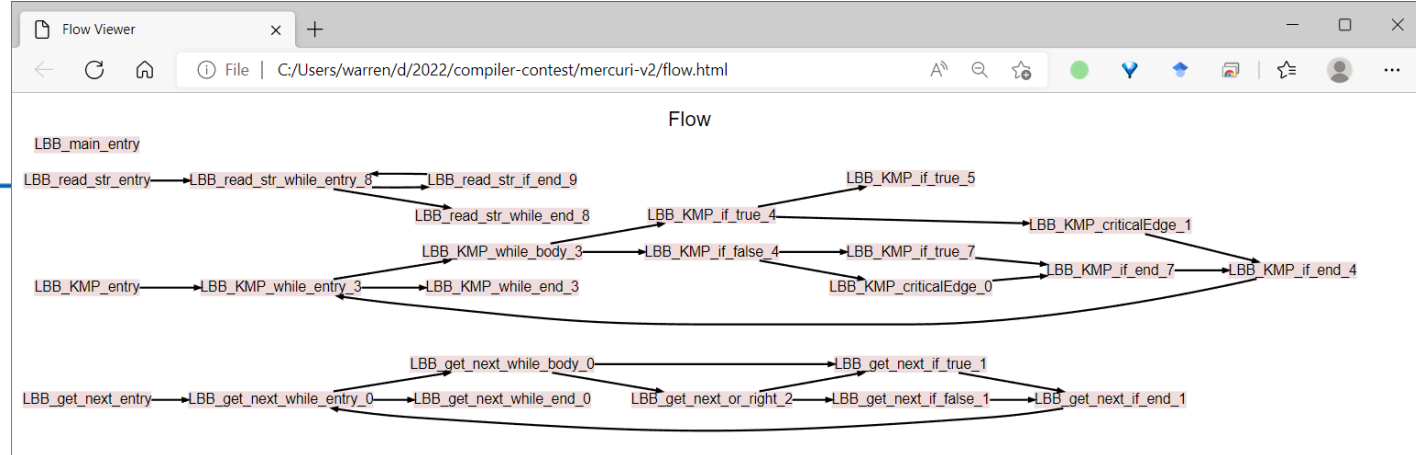 Flow Viewer
File | C:/Users/warren/d/2022/compiler-contest/mercuri-v2/flow.html
Flow
LBB_main_entry
LBB_read_str_entry LBB_read_str_while_entry_8 LBB_read_str_if_end_9 LBB_KMP_if_true_5
LBB_read_str_while_end_8 LBB_KMP_if_true_4 LBB_KMP_criticalEdge_1
LBB_KMP_while_body_3 LBB_KMP_if_false_4 LBB_KMP_if_true_7
LBB_KMP_if_end_7 LBB_KMP_if_end_4
LBB_KMP_entry LBB_KMP_while_entry_3 LBB_KMP_while_end_3 LBB_KMP_criticalEdge_0
LBB_get_next_while_body_0 LBB_get_next_if_true_1
LBB_get_next_entry LBB_get_next_while_entry_0 LBB_get_next_while_end_0 LBB_get_next_or_right_2 LBB_get_next_if_false_1 LBB_get_next_if_end_1